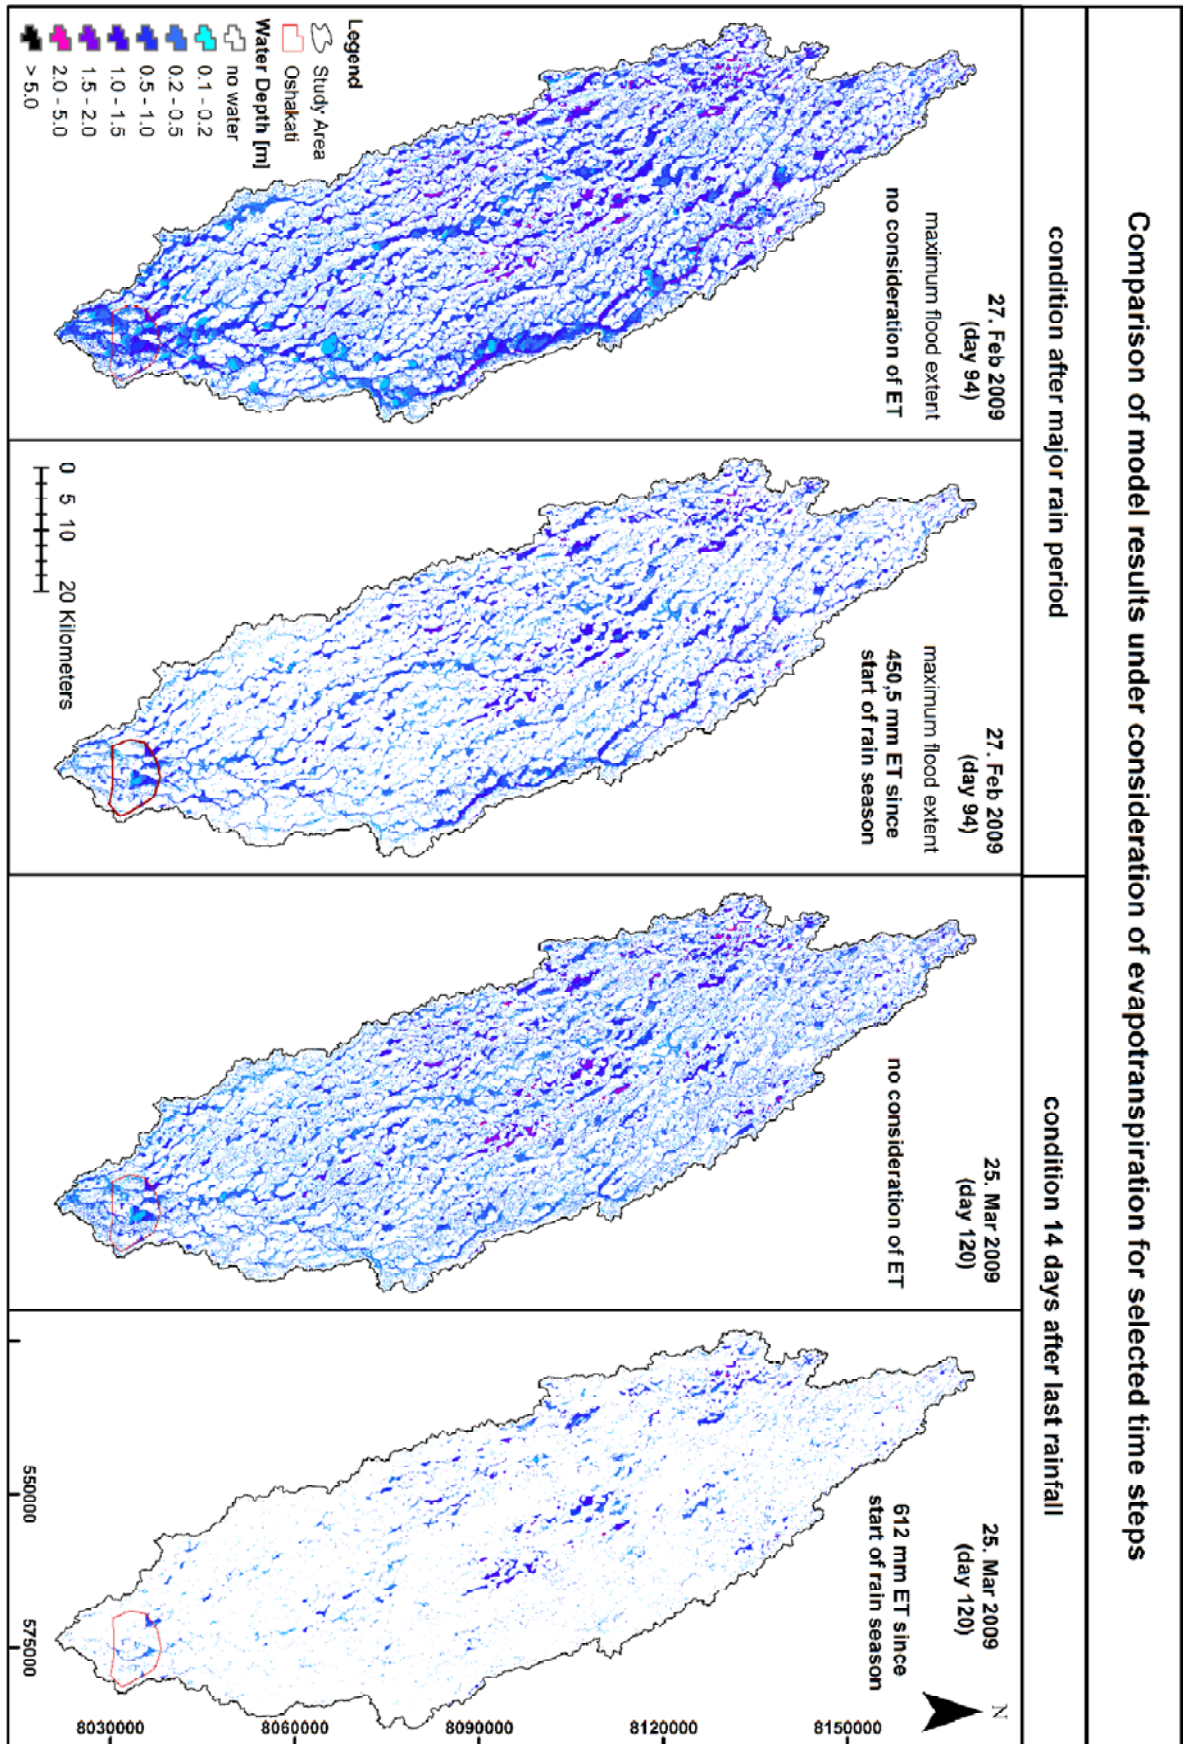 Comparison of model results under consideration of evapotranspiration for selected time steps
condition after major rain period
condition 14 days after last rainfall
27. Feb 2009
(day 94)
maximum flood extent
no consideration of ET
27. Feb 2009
(day 94)
maximum flood extent
450,5 mm ET since
start of rain season
25. Mar 2009
(day 120)
no consideration of ET
25. Mar 2009
(day 120)
612 mm ET since
start of rain season
N
Legend
Study Area
Oshakati
Water Depth [m]
no water
0.1 - 0.2
0.2 - 0.5
0.5 - 1.0
1.0 - 1.5
1.5 - 2.0
2.0 - 5.0
> 5.0
0 5 10 20 Kilometers
8150000
8120000
8090000
8060000
8030000
550000
575000